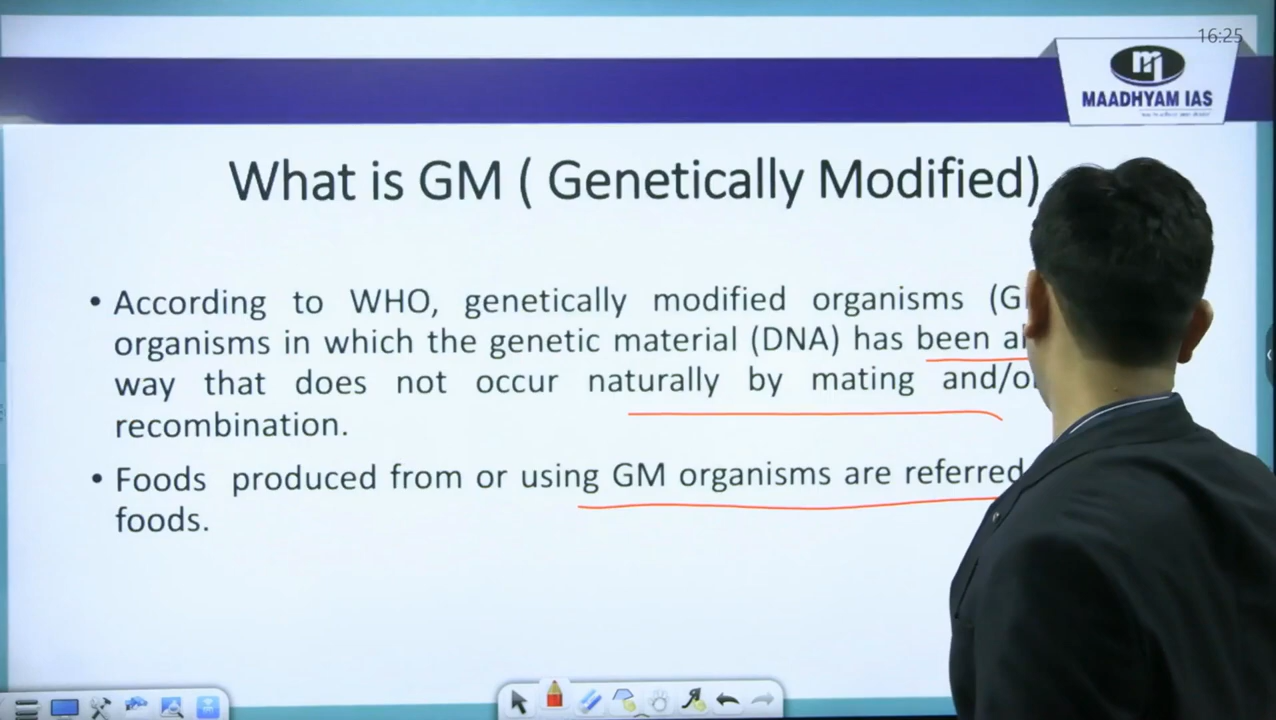 16:25
MAADHYAM IAS
What is GM ( Genetically Modified)
• According to WHO, genetically modified organisms (G
organisms in which the genetic material (DNA) has been
way that does not occur naturally by mating and/o
recombination.
• Foods produced from or using GM organisms are referred
foods.